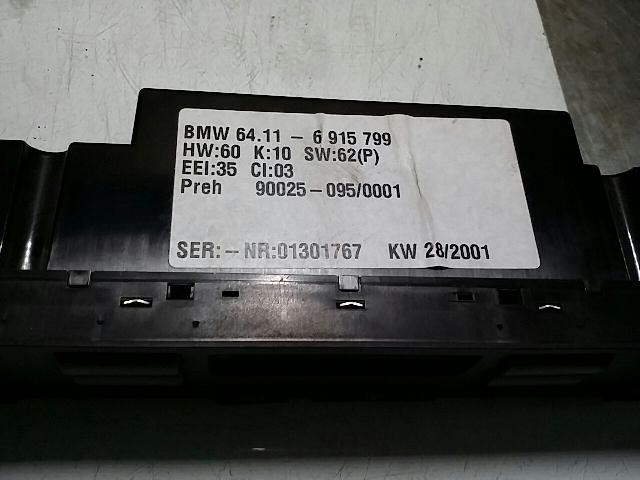 BMW 64.11 - 6 915 799
HW:60 K:10 SW:62(P)
EEI:35 CI:03
Preh 90025-095/0001
SER:-NR:01301767 KW 28/2001